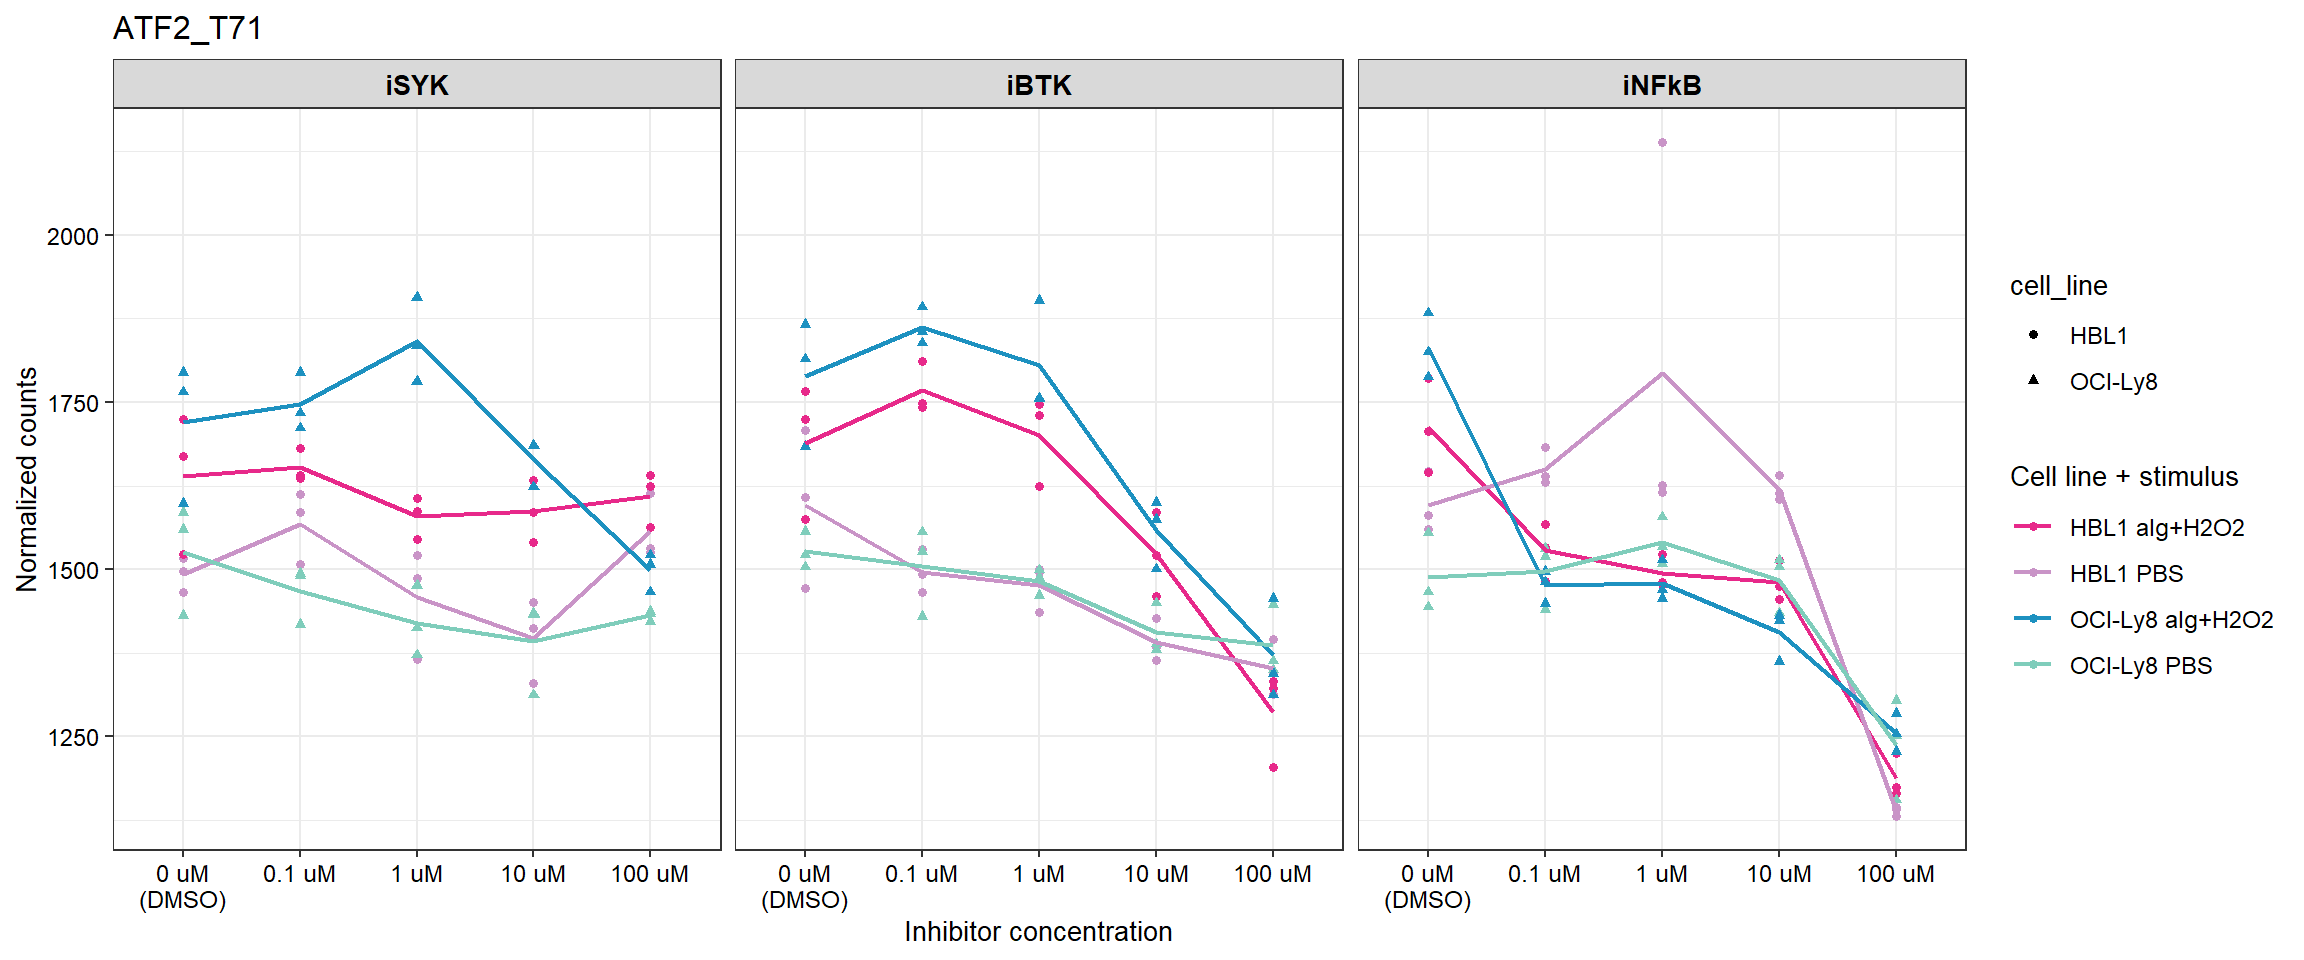 ATF2_T71
iSYK
iBTK
iNFkB
Normalized counts
2000
1750
1500
1250
0 uM
(DMSO)
0.1 uM
1 uM
10 uM
100 uM
0 uM
(DMSO)
0.1 uM
1 uM
10 uM
100 uM
0 uM
(DMSO)
0.1 uM
1 uM
10 uM
100 uM
Inhibitor concentration
cell_line
HBL1
OCI-Ly8
Cell line + stimulus
HBL1 aIg+H2O2
HBL1 PBS
OCI-Ly8 aIg+H2O2
OCI-Ly8 PBS